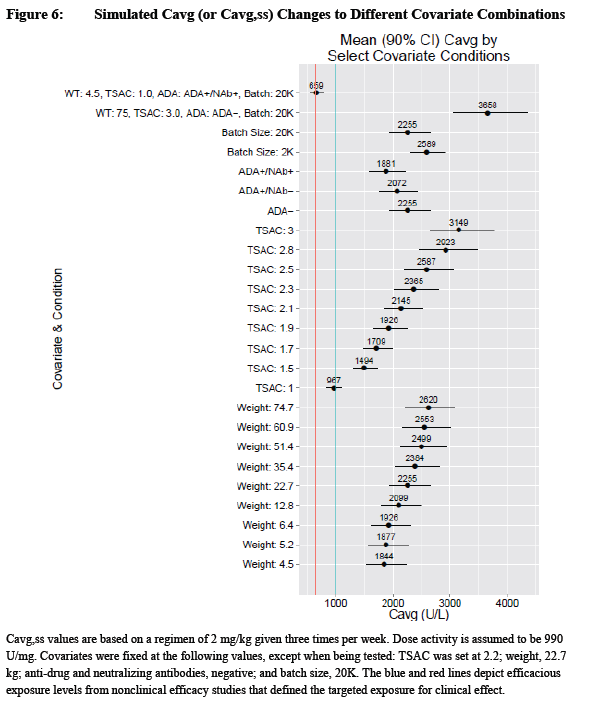 Figure 6: Simulated Cavg (or Cavg,ss) Changes to Different Covariate Combinations
Mean (90% CI) Cavg by
Select Covariate Conditions
WT: 4.5, TSAC: 1.0, ADA: ADA+/NAb+, Batch: 20K
659
WT: 75, TSAC: 3.0, ADA: ADA−, Batch: 20K
3658
Batch Size: 20K
2255
Batch Size: 2K
2589
ADA+/NAb+
1881
ADA+/NAb−
2072
ADA−
2255
TSAC: 3
3149
TSAC: 2.8
2923
TSAC: 2.5
2587
TSAC: 2.3
2365
TSAC: 2.1
2145
TSAC: 1.9
1926
TSAC: 1.7
1709
TSAC: 1.5
1494
TSAC: 1
967
Weight: 74.7
2620
Weight: 60.9
2553
Weight: 51.4
2499
Weight: 35.4
2384
Weight: 22.7
2255
Weight: 12.8
2099
Weight: 6.4
1926
Weight: 5.2
1877
Weight: 4.5
1844
Covariate & Condition
1000 2000 3000 4000
Cavg (U/L)
Cavg,ss values are based on a regimen of 2 mg/kg given three times per week. Dose activity is assumed to be 990
U/mg. Covariates were fixed at the following values, except when being tested: TSAC was set at 2.2; weight, 22.7
kg; anti-drug and neutralizing antibodies, negative; and batch size, 20K. The blue and red lines depict efficacious
exposure levels from nonclinical efficacy studies that defined the targeted exposure for clinical effect.